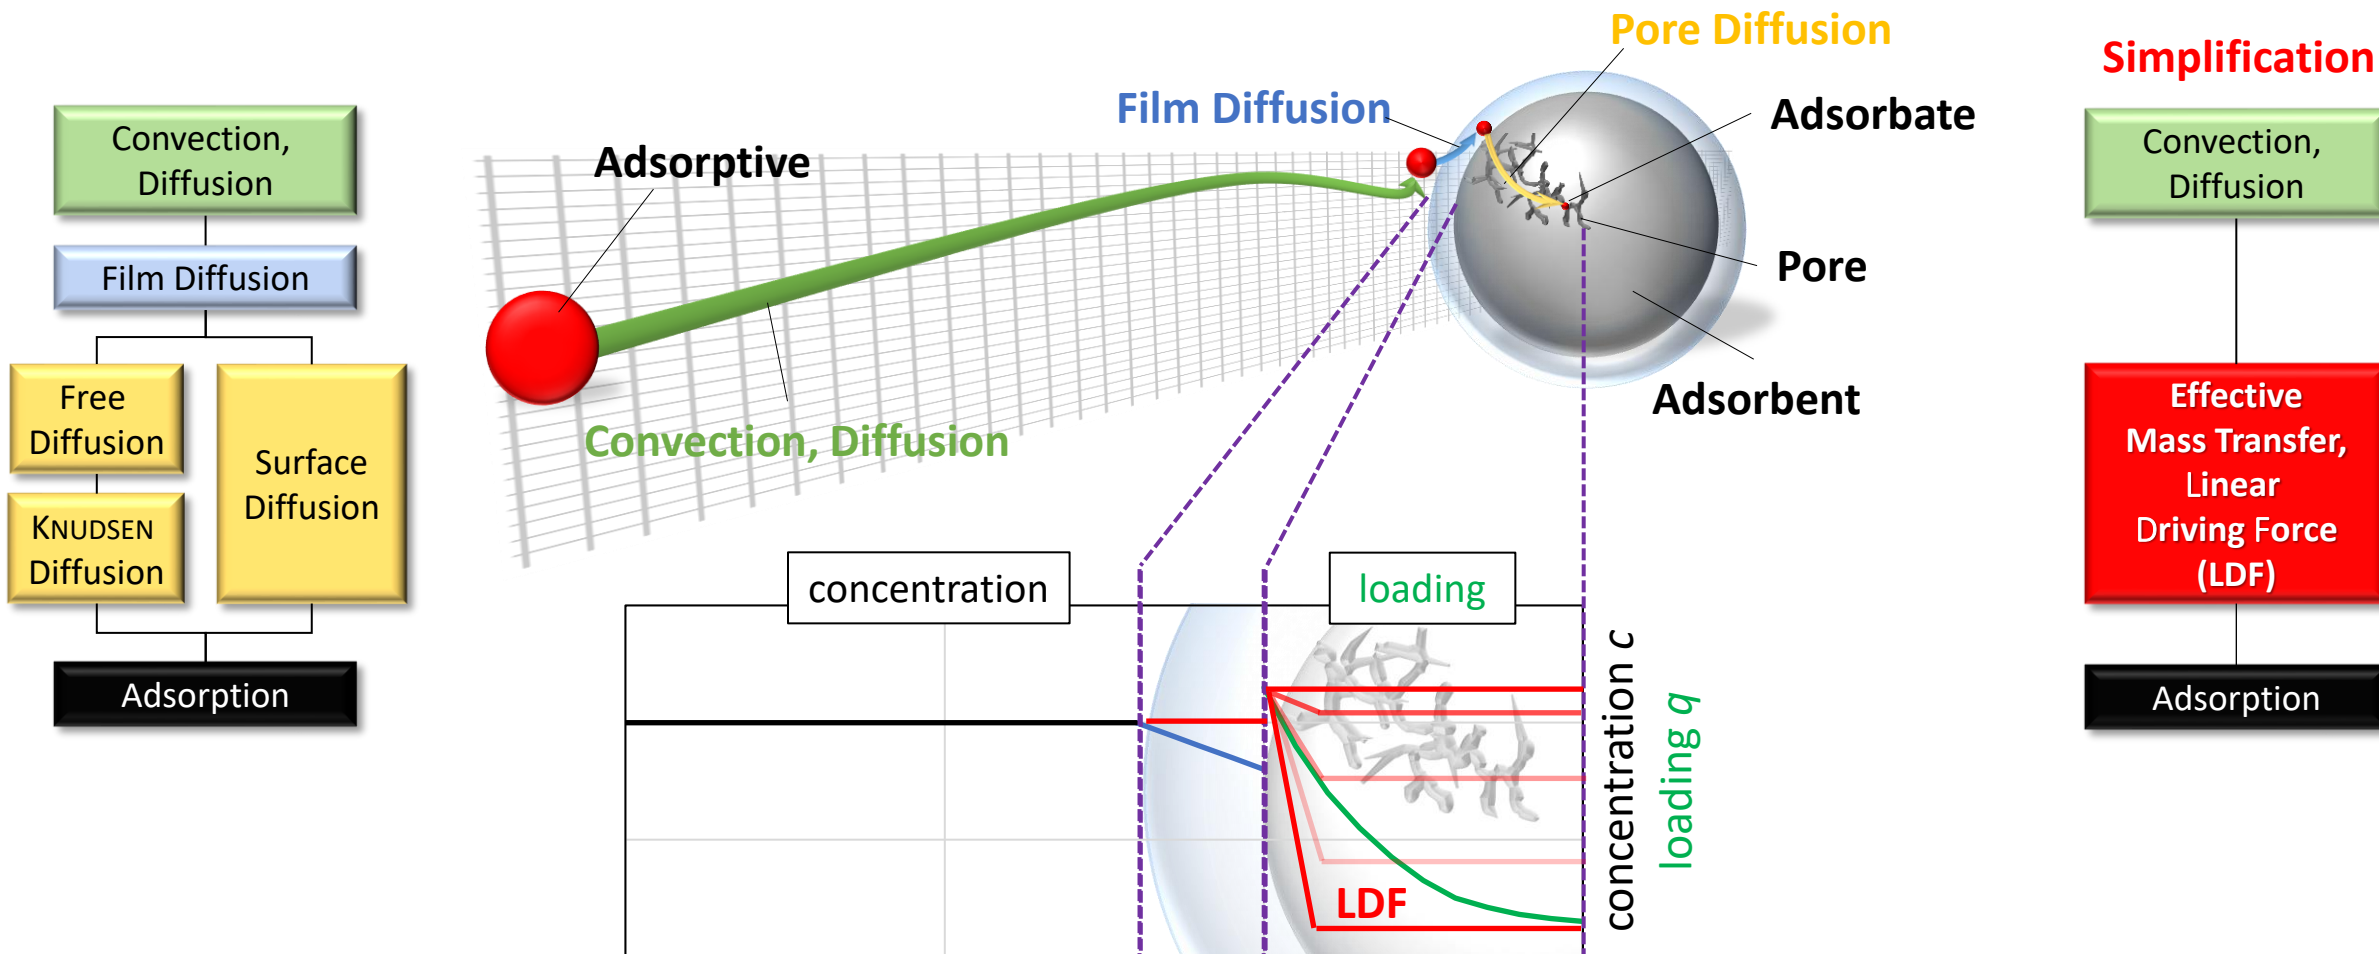 Convection,
Diffusion
Film Diffusion
Free
Diffusion
KNUDSEN
Diffusion
Surface
Diffusion
Adsorption
Pore Diffusion
Film Diffusion
Adsorbate
Adsorptive
Pore
Adsorbent
Convection, Diffusion
concentration
loading
LDF
concentration c
loading q
Simplification
Convection,
Diffusion
Effective
Mass Transfer,
Linear
Driving Force
(LDF)
Adsorption